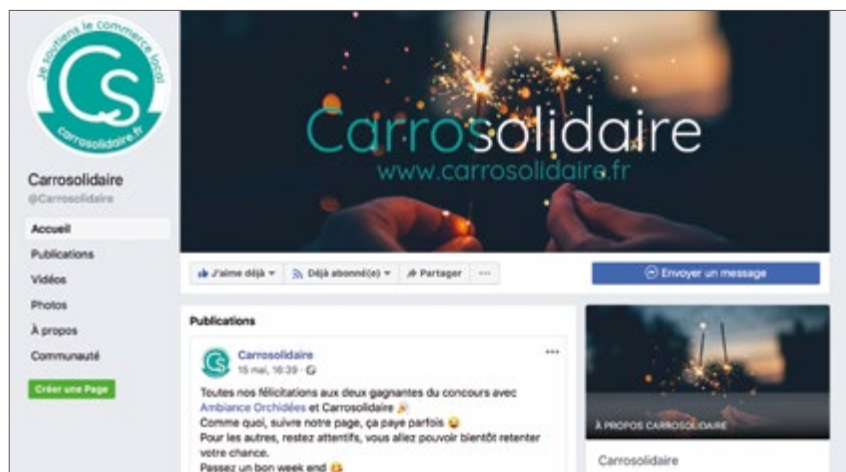 Je soutiens le commerce local
CS
carrosolidaire.fr
Carrosolidaire
www.carrosolidaire.fr
Carrosolidaire
@Carrosolidaire
Accueil
Publications
Vidéos
Photos
À propos
Communauté
Créer une Page
J'aime déjà
Déjà abonné(e)
Partager
Envoyer un message
Publications
CS
Carrosolidaire
15 mai, 16:39
Toutes nos félicitations aux deux gagnantes du concours avec
Ambiance Orchidées et Carrosolidaire 🎉
Comme quoi, suivre notre page, ça paye parfois 😜
Pour les autres, restez attentifs, vous allez pouvoir bientôt retenter
votre chance.
Passez un bon week end
À PROPOS CARROSOLIDAIRE
Carrosolidaire